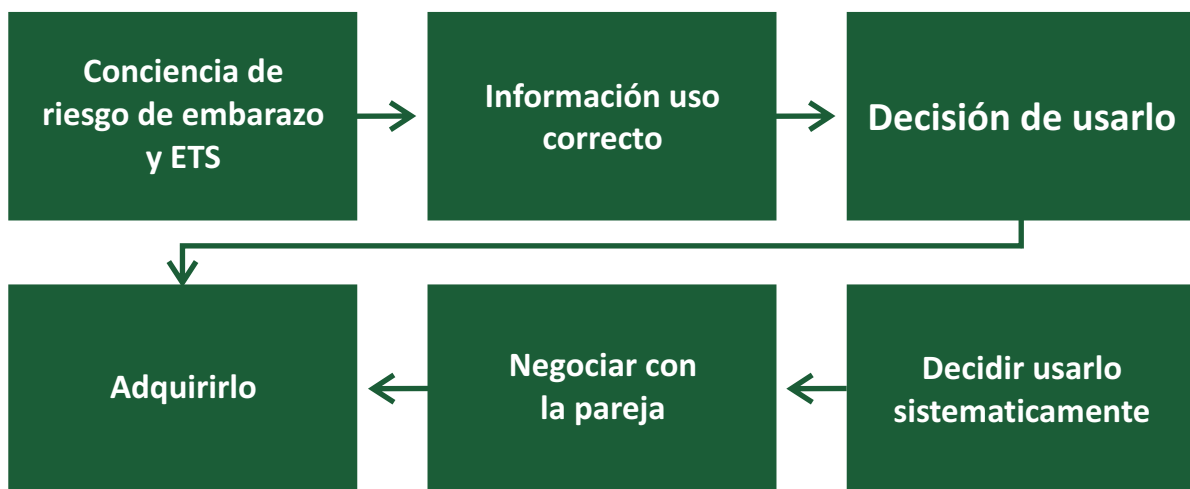 Conciencia de
riesgo de embarazo
y ETS
Información uso
correcto
Decisión de usarlo
Adquirirlo
Negociar con
la pareja
Decidir usarlo
sistematicamente